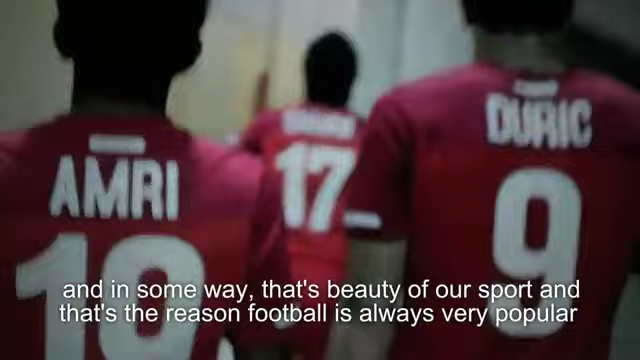 AMRI
DURIC
17
9
and in some way, that's beauty of our sport and
that's the reason football is always very popular